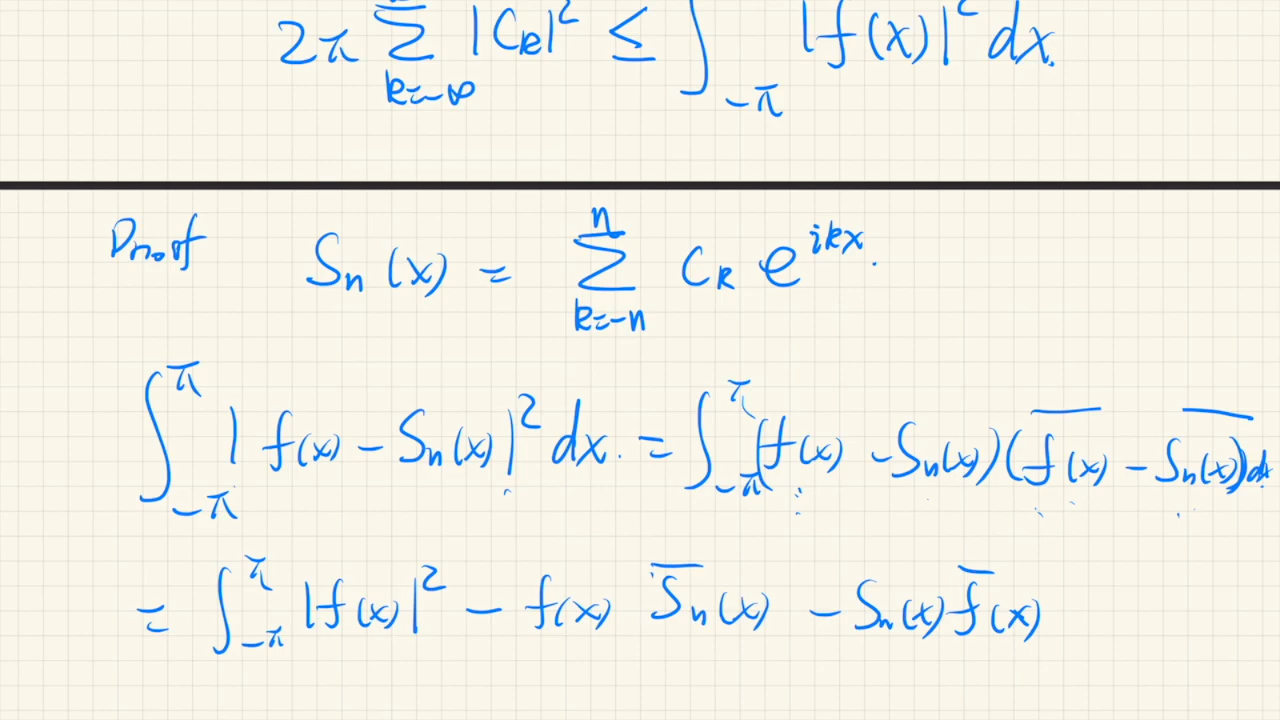 2π ∑_{k=-∞}^{∞} |C_k|² ≤ ∫_{-π} |f(x)|² dx.
Proof S_n(x) = ∑_{k=-n}^{n} C_k e^{ikx}.
∫_{-π}^{π} |f(x) - S_n(x)|² dx. = ∫_{-π}^{π} (f(x) - S_n(x)) (\overline{f(x)} - \overline{S_n(x)}) dx
= ∫_{-π}^{π} |f(x)|² - f(x) \overline{S_n}(x) - S_n(x) \overline{f}(x)